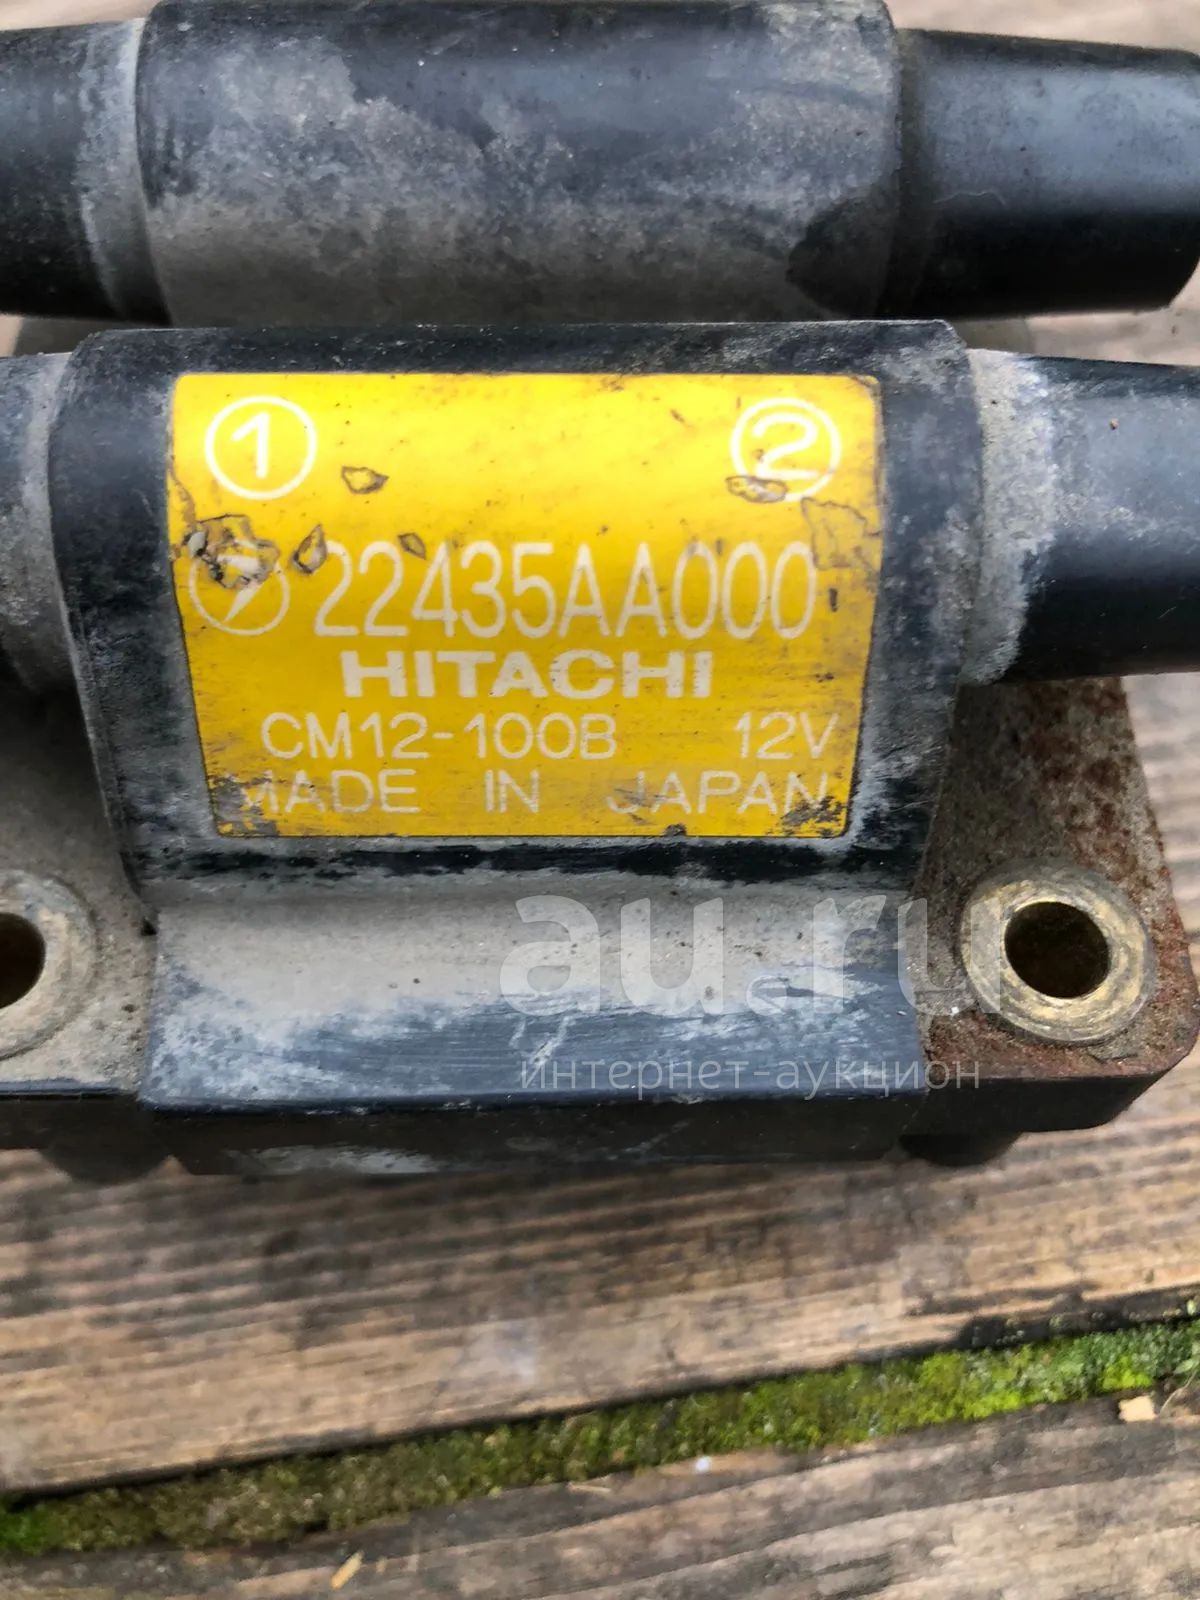 ① ②
22435AA000
HITACHI
CM12-100B 12V
MADE IN JAPAN
au.ru
интернет-аукцион